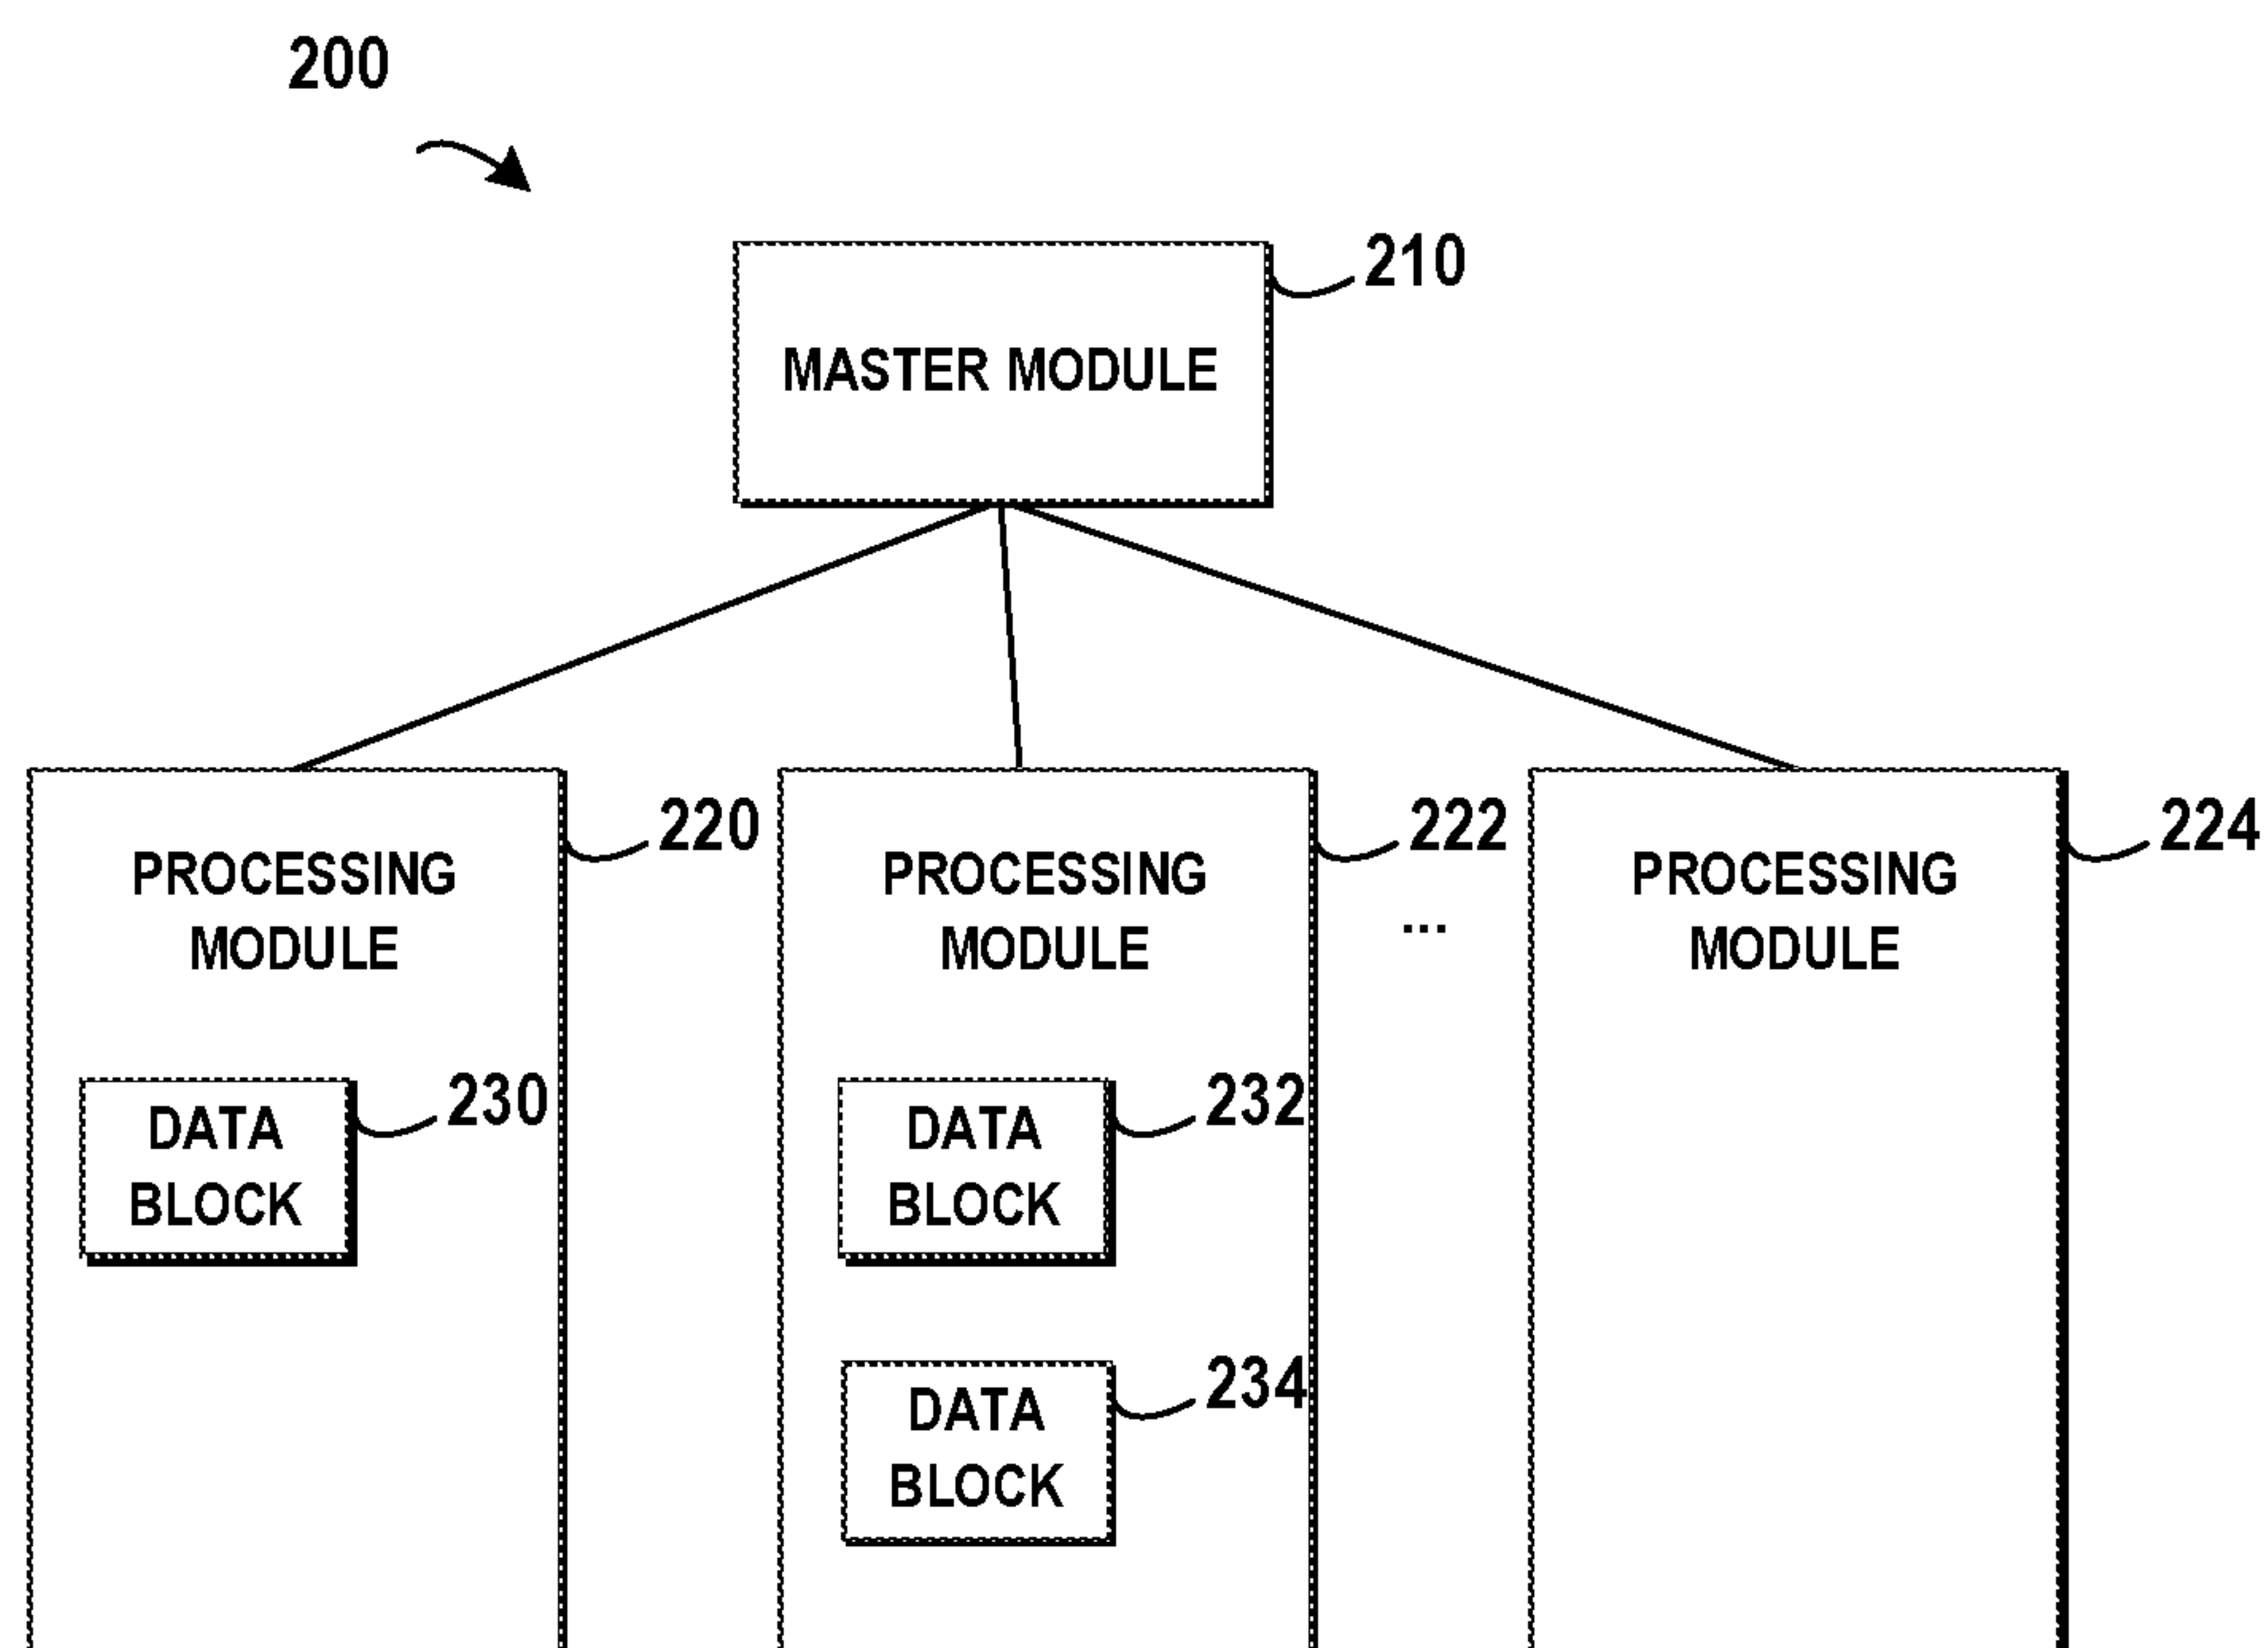 200
210
MASTER MODULE
220
222
224
PROCESSING
MODULE
PROCESSING
MODULE
...
PROCESSING
MODULE
230
DATA
BLOCK
232
DATA
BLOCK
234
DATA
BLOCK